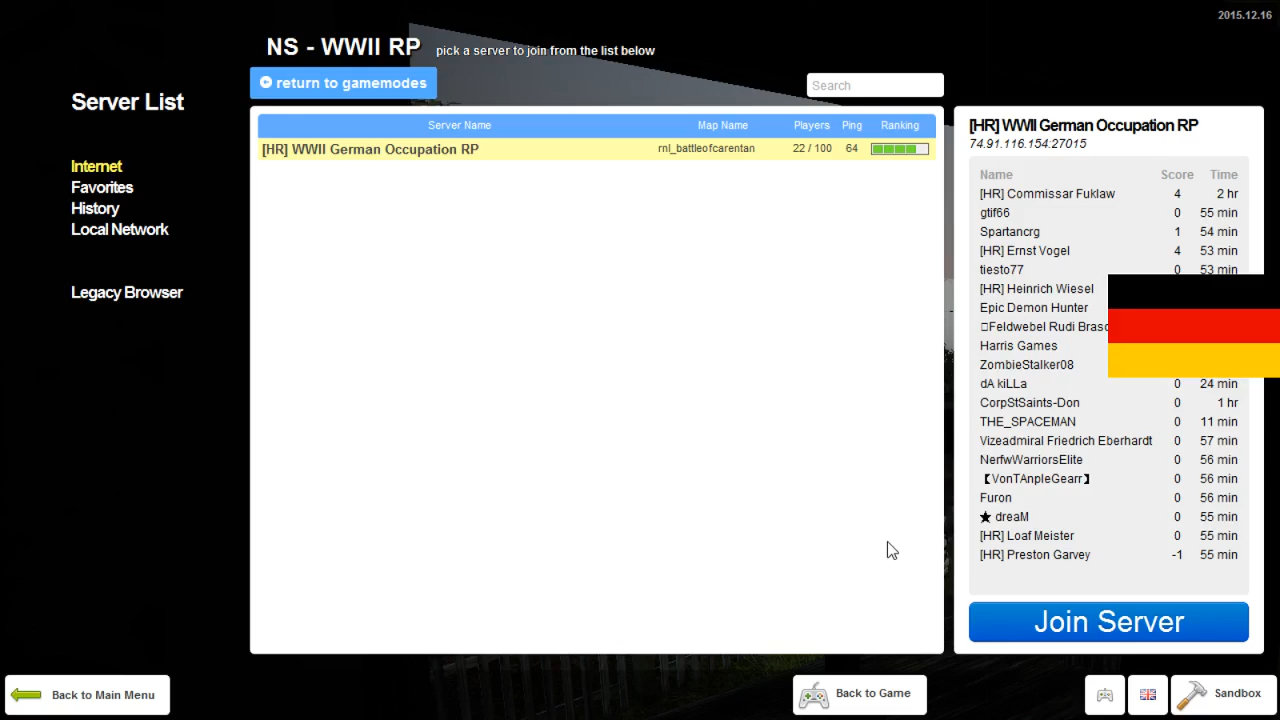 2015.12.16
NS - WWII RP pick a server to join from the list below
return to gamemodes
Search
Server List
Internet
Favorites
History
Local Network
Legacy Browser
Server Name Map Name Players Ping Ranking
[HR] WWII German Occupation RP rnl_battleofcarentan 22 / 100 64
[HR] WWII German Occupation RP
74.91.116.154:27015
Name Score Time
[HR] Commissar Fuklaw 4 2 hr
gtif66 0 55 min
Spartancrg 1 54 min
[HR] Ernst Vogel 4 53 min
tiesto77 0 53 min
[HR] Heinrich Wiesel
Epic Demon Hunter
Feldwebel Rudi
Harris Games
ZombieStalker08
dA kiLLa 0 24 min
CorpStSaints-Don 0 1 hr
THE_SPACEMAN 0 11 min
Vizeadmiral Friedrich Eberhardt 0 57 min
NerfwWarriorsElite 0 56 min
【VonTAnpleGearr】 0 56 min
Furon 0 56 min
★ dreaM 0 55 min
[HR] Loaf Meister 0 55 min
[HR] Preston Garvey -1 55 min
Join Server
Back to Main Menu
Back to Game
Sandbox